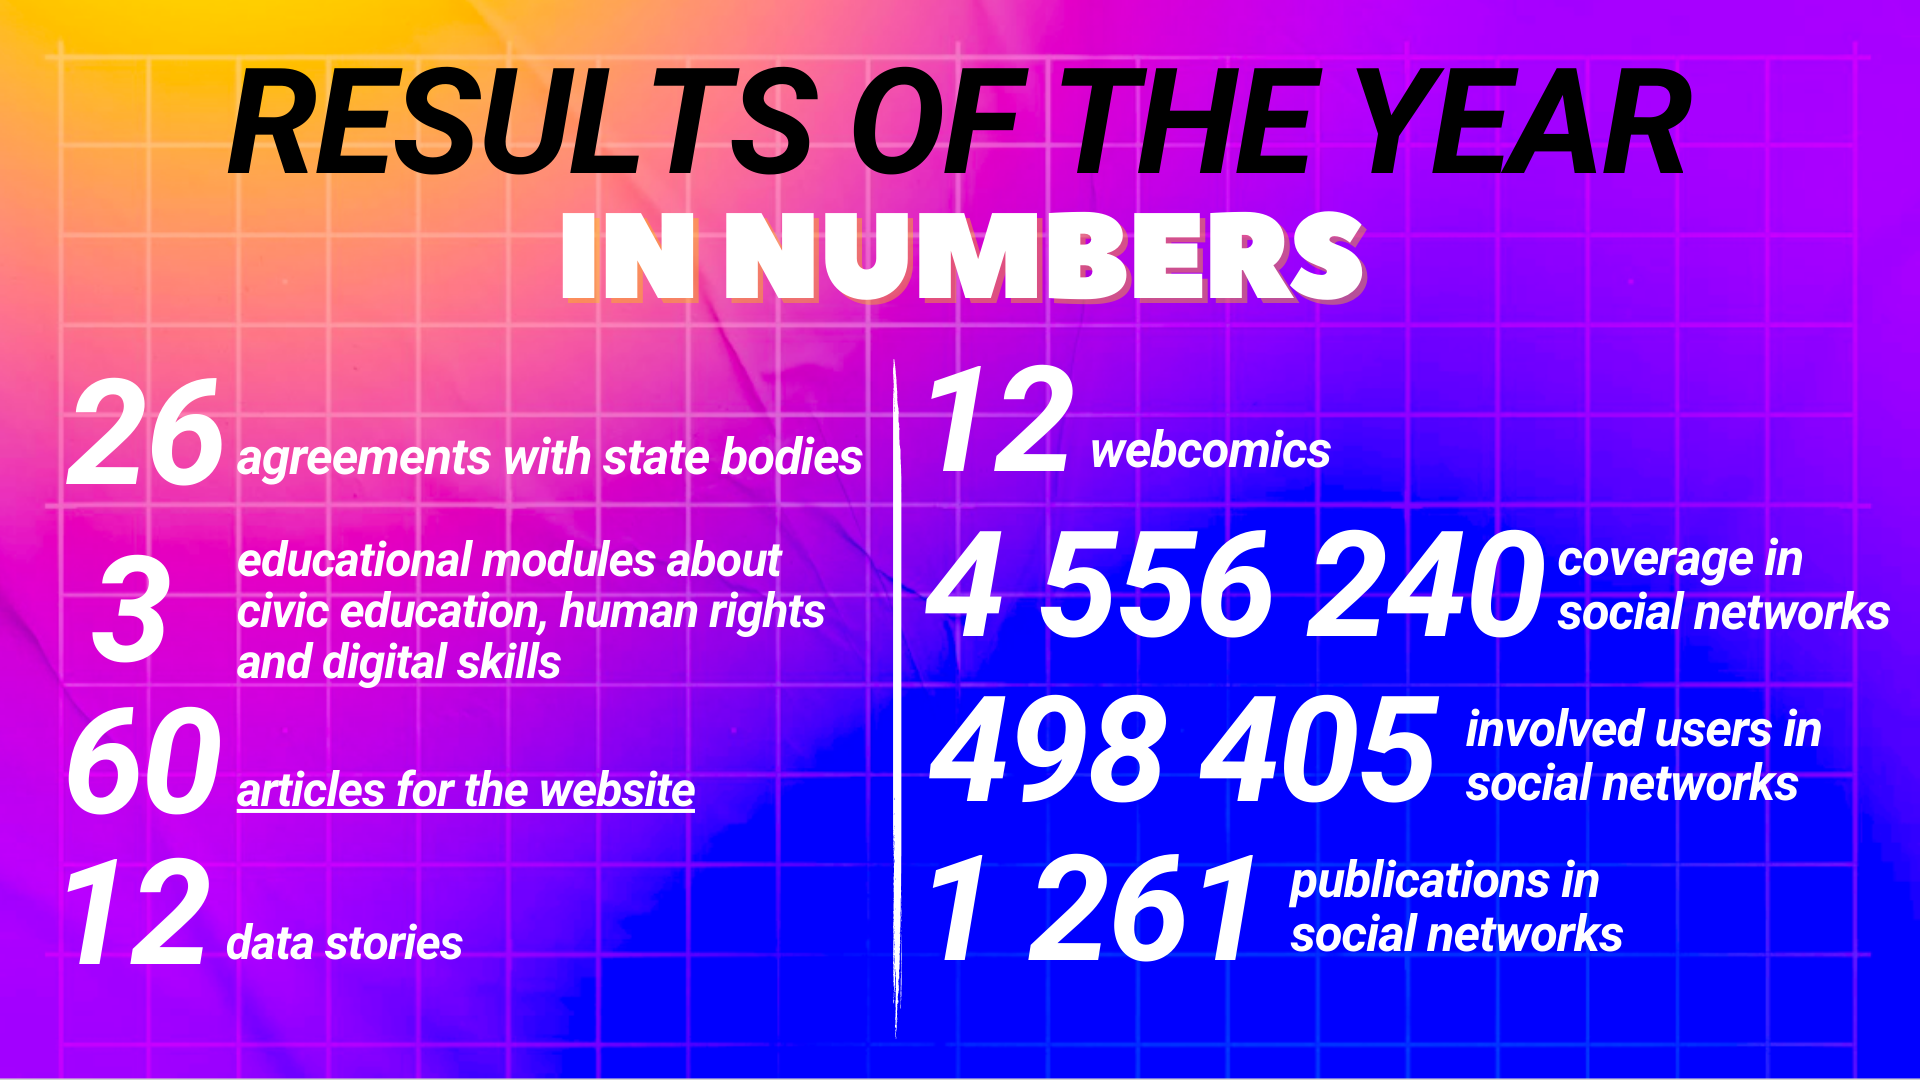 RESULTS OF THE YEAR
IN NUMBERS
26 agreements with state bodies
3 educational modules about
civic education, human rights
and digital skills
60 articles for the website
12 data stories
12 webcomics
4 556 240 coverage in
social networks
498 405 involved users in
social networks
1 261 publications in
social networks